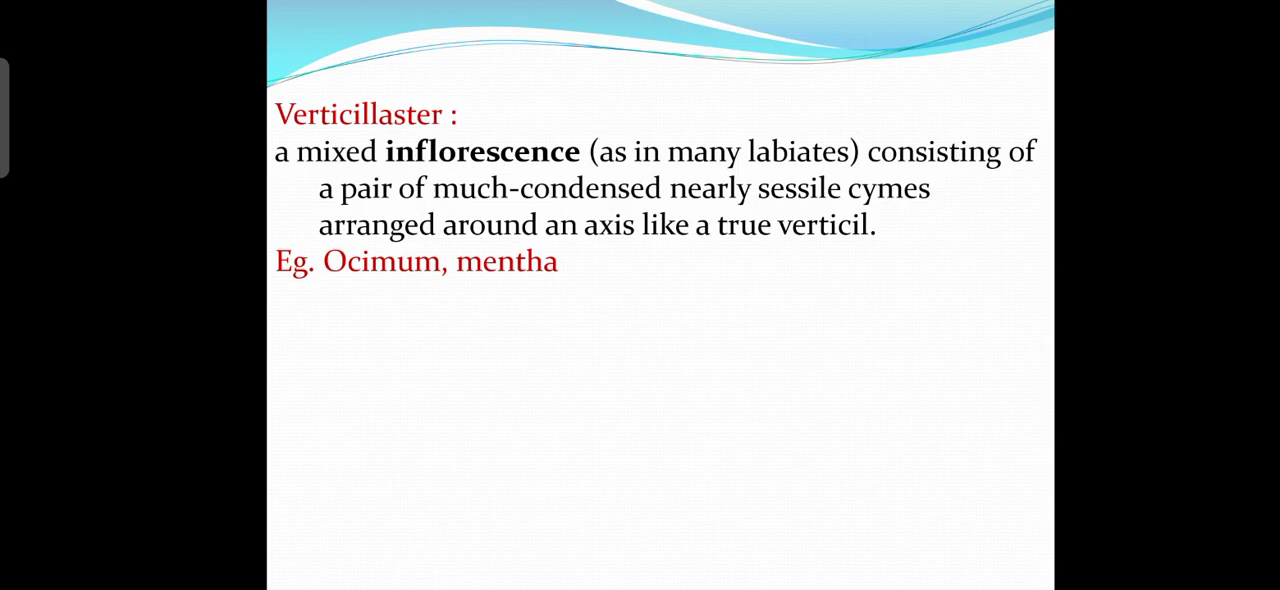 Verticillaster :
a mixed inflorescence (as in many labiates) consisting of
a pair of much-condensed nearly sessile cymes
arranged around an axis like a true verticil.
Eg. Ocimum, mentha